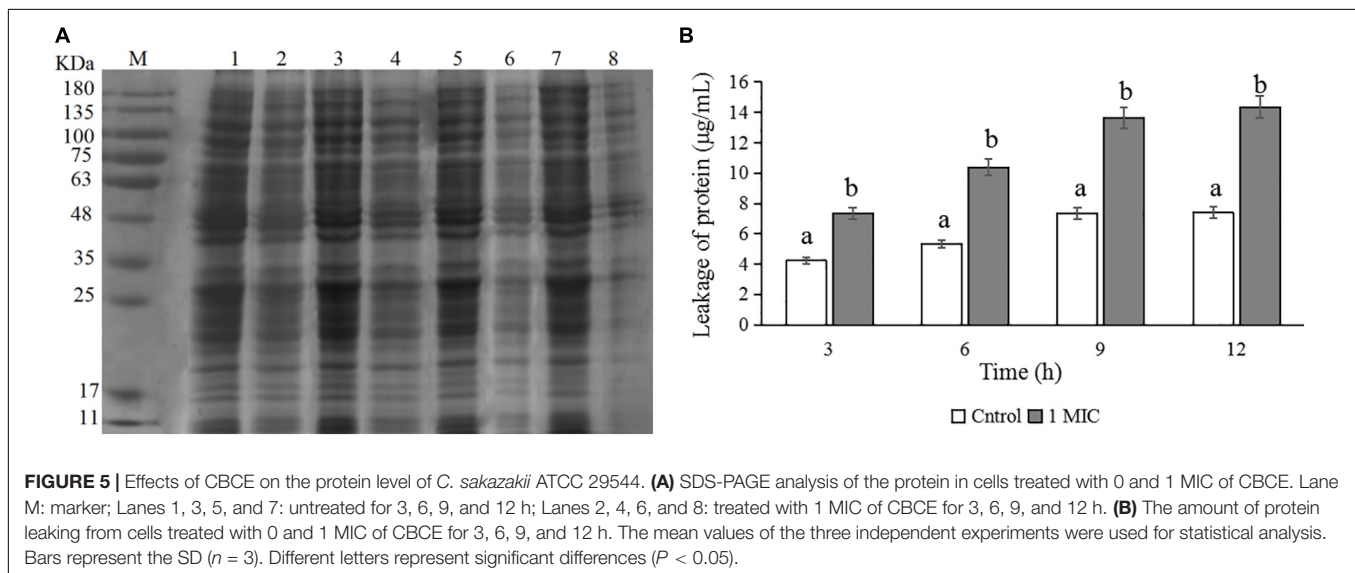 A
KDa M 1 2 3 4 5 6 7 8
180
135
100
75
63
48
35
25
17
11
B
Leakage of protein (µg/mL)
16
14
12
10
8
6
4
2
0
a b a b a b a b
3 6 9 12
Time (h)
Cntrol 1 MIC
FIGURE 5 | Effects of CBCE on the protein level of C. sakazakii ATCC 29544. (A) SDS-PAGE analysis of the protein in cells treated with 0 and 1 MIC of CBCE. Lane
M: marker; Lanes 1, 3, 5, and 7: untreated for 3, 6, 9, and 12 h; Lanes 2, 4, 6, and 8: treated with 1 MIC of CBCE for 3, 6, 9, and 12 h. (B) The amount of protein
leaking from cells treated with 0 and 1 MIC of CBCE for 3, 6, 9, and 12 h. The mean values of the three independent experiments were used for statistical analysis.
Bars represent the SD (n = 3). Different letters represent significant differences (P < 0.05).